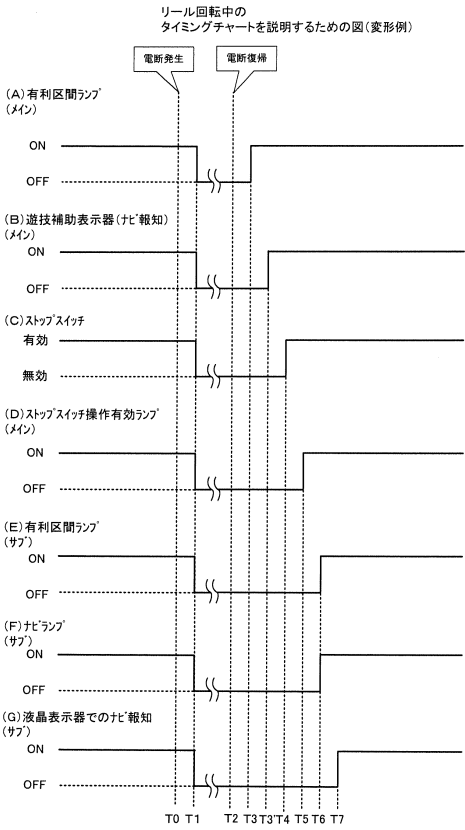 リール回転中の
タイミングチャートを説明するための図(変形例)
電断発生
電断復帰
(A)有利区間ランプ
(メイン)
ON
OFF
(B)遊技補助表示器(ナビ報知)
(メイン)
ON
OFF
(C)ストップスイッチ
有効
無効
(D)ストップスイッチ操作有効ランプ
(メイン)
ON
OFF
(E)有利区間ランプ
(サブ)
ON
OFF
(F)ナビランプ
(サブ)
ON
OFF
(G)液晶表示器でのナビ報知
(サブ)
ON
OFF
T0 T1 T2 T3 T3' T4 T5 T6 T7